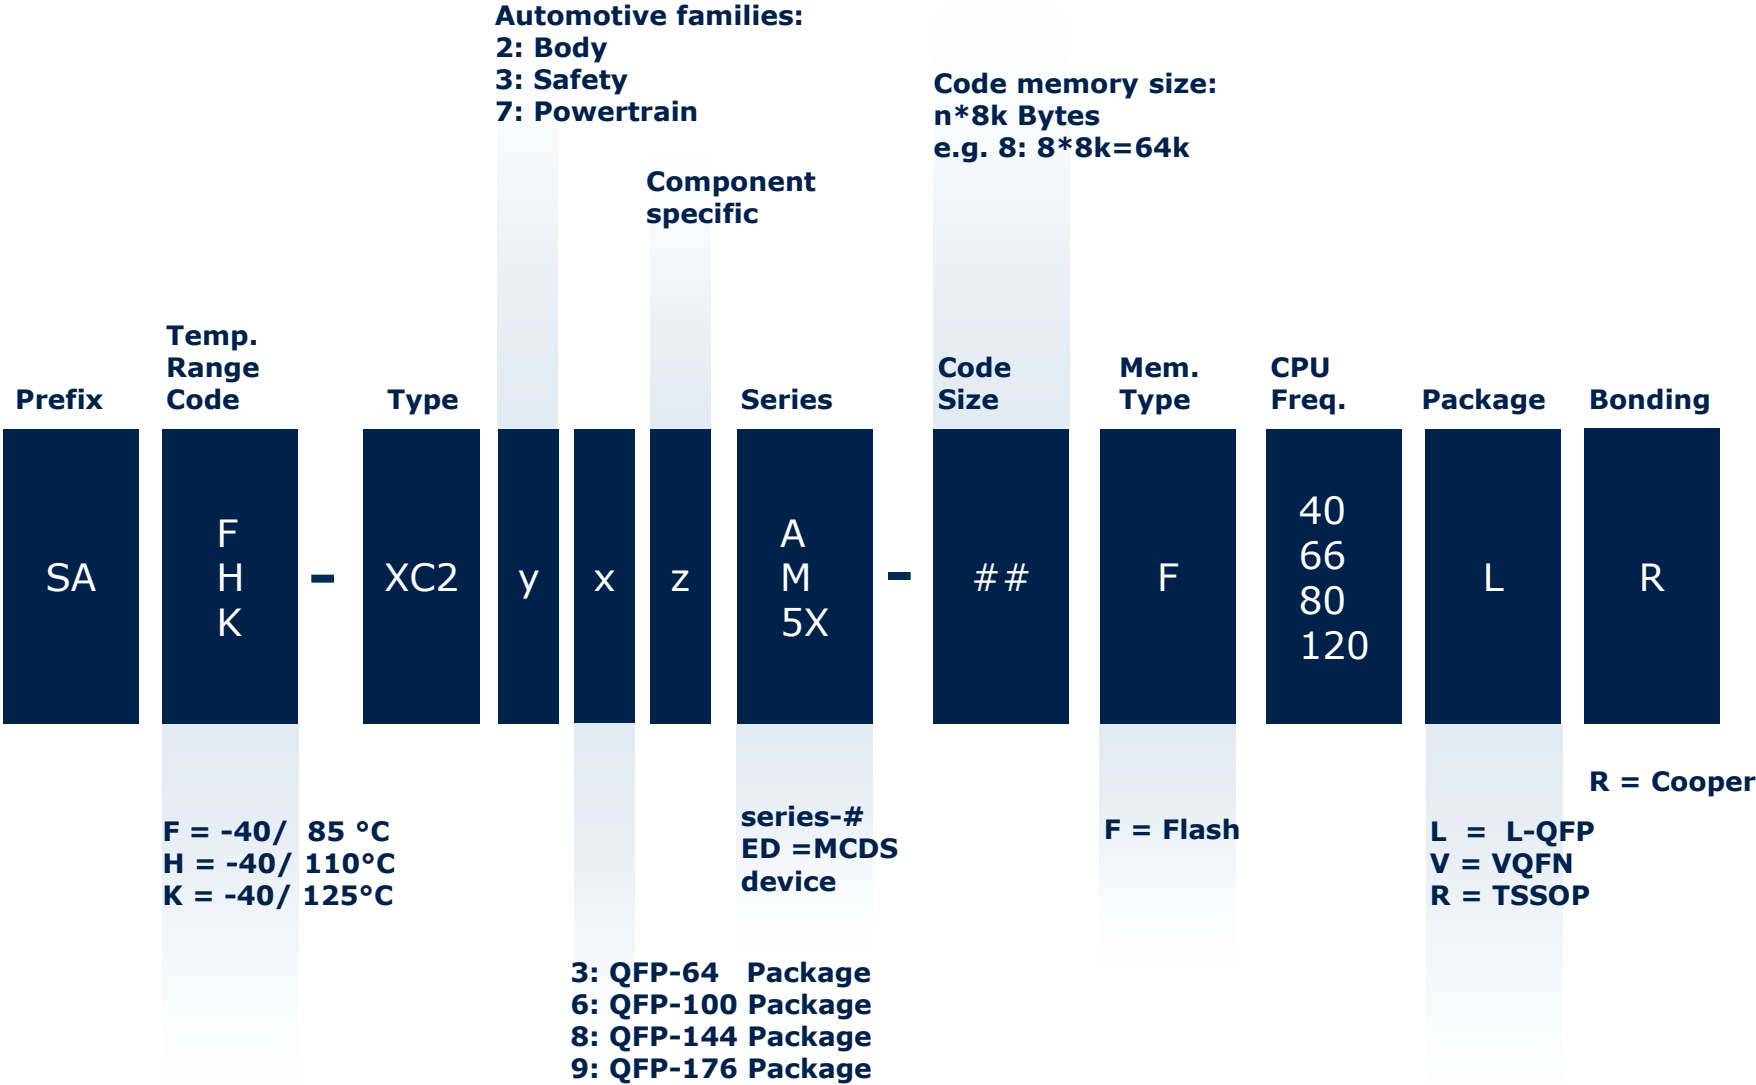 Automotive families:
2: Body
3: Safety
7: Powertrain
Code memory size:
n*8k Bytes
e.g. 8: 8*8k=64k
Component
specific
Prefix
Temp.
Range
Code
Type
Series
Code
Size
Mem.
Type
CPU
Freq.
Package
Bonding
SA
F
H
K
-
XC2
y
x
z
A
M
5X
-
##
F
40
66
80
120
L
R
F = -40/ 85 °C
H = -40/ 110°C
K = -40/ 125°C
3: QFP-64 Package
6: QFP-100 Package
8: QFP-144 Package
9: QFP-176 Package
series-#
ED =MCDS
device
F = Flash
L = L-QFP
V = VQFN
R = TSSOP
R = Cooper